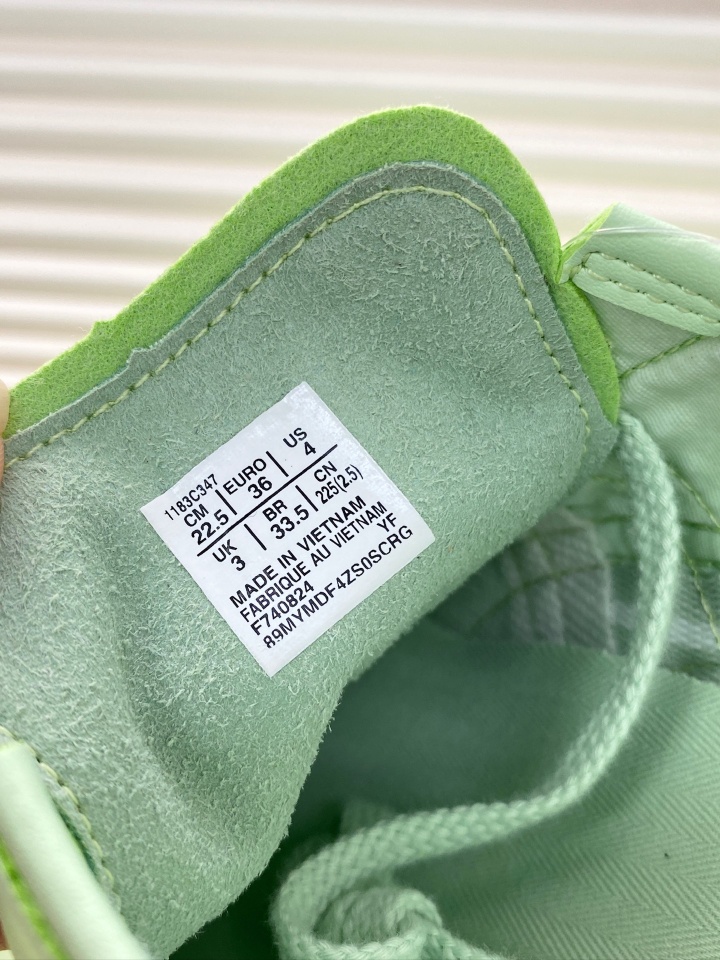 1183C347
CM EURO US
22.5 36 4
UK BR CN
3 33.5 225(2.5)
MADE IN VIETNAM
FABRIQUE AU VIETNAM
F740824 YF
89MYMDF4ZS0SCRG